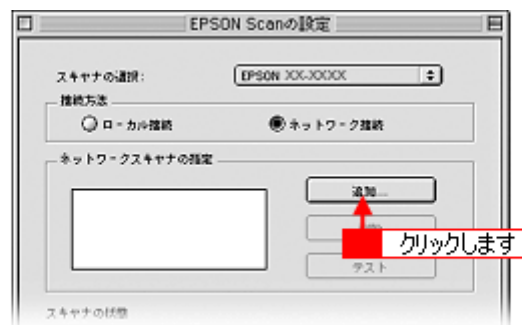 EPSON Scanの設定
スキャナの選択:
EPSON XX-XXXX
接続方法
ローカル接続
ネットワーク接続
ネットワークスキャナの指定
追加...
クリックします
テスト
スキャナの状態